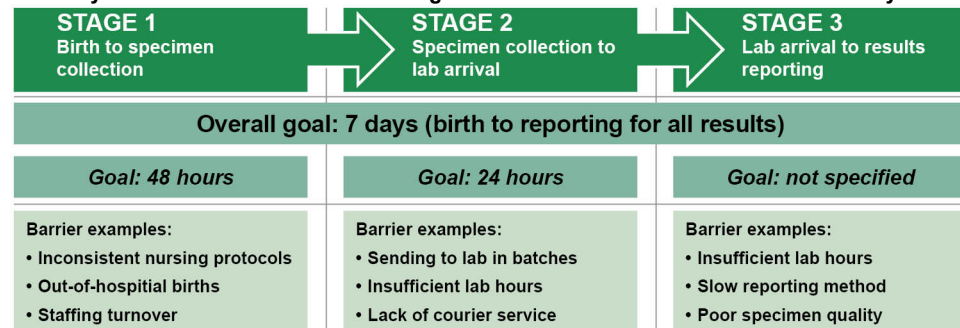 STAGE 1
Birth to specimen
collection
STAGE 2
Specimen collection to
lab arrival
STAGE 3
Lab arrival to results
reporting
Overall goal: 7 days (birth to reporting for all results)
Goal: 48 hours
Goal: 24 hours
Goal: not specified
Barrier examples:
• Inconsistent nursing protocols
• Out-of-hospitial births
• Staffing turnover
Barrier examples:
• Sending to lab in batches
• Insufficient lab hours
• Lack of courier service
Barrier examples:
• Insufficient lab hours
• Slow reporting method
• Poor specimen quality